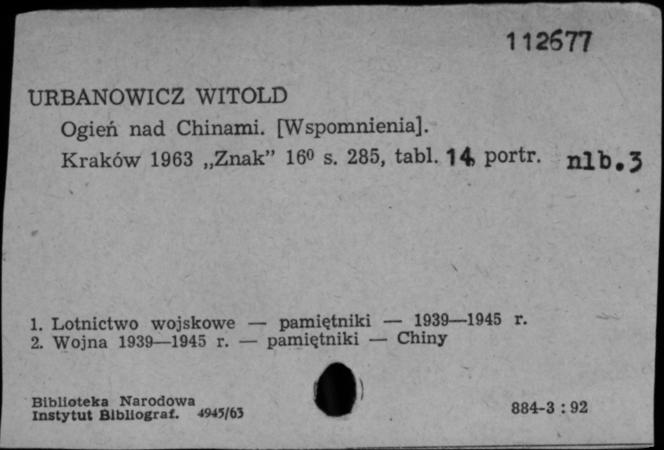 112677
URBANOWICZ WITOLD
Ogień nad Chinami. [Wspomnienia].
Kraków 1963 „Znak” 16⁰ s. 285, tabl. 14, portr. nlb.3
1. Lotnictwo wojskowe — pamiętniki — 1939—1945 r.
2. Wojna 1939—1945 r. — pamiętniki — Chiny
Biblioteka Narodowa
Instytut Bibliograf. 4945/63
884-3 : 92